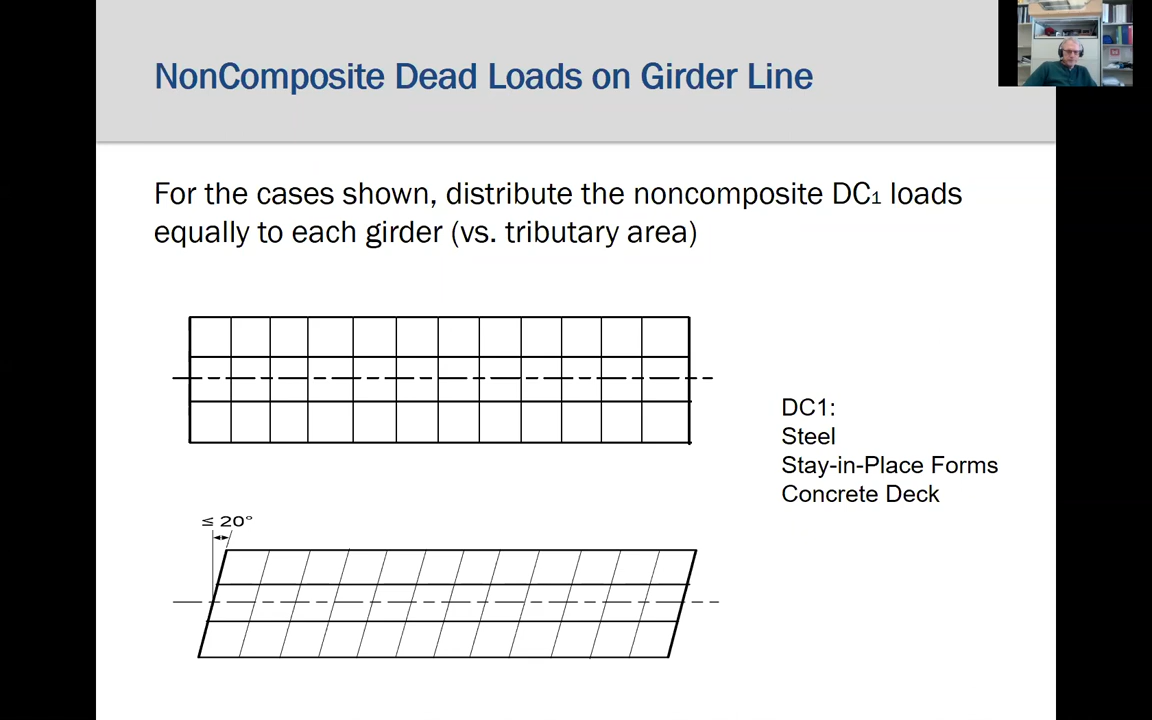 NonComposite Dead Loads on Girder Line
For the cases shown, distribute the noncomposite DC₁ loads
equally to each girder (vs. tributary area)
DC1:
Steel
Stay-in-Place Forms
Concrete Deck
≤ 20°